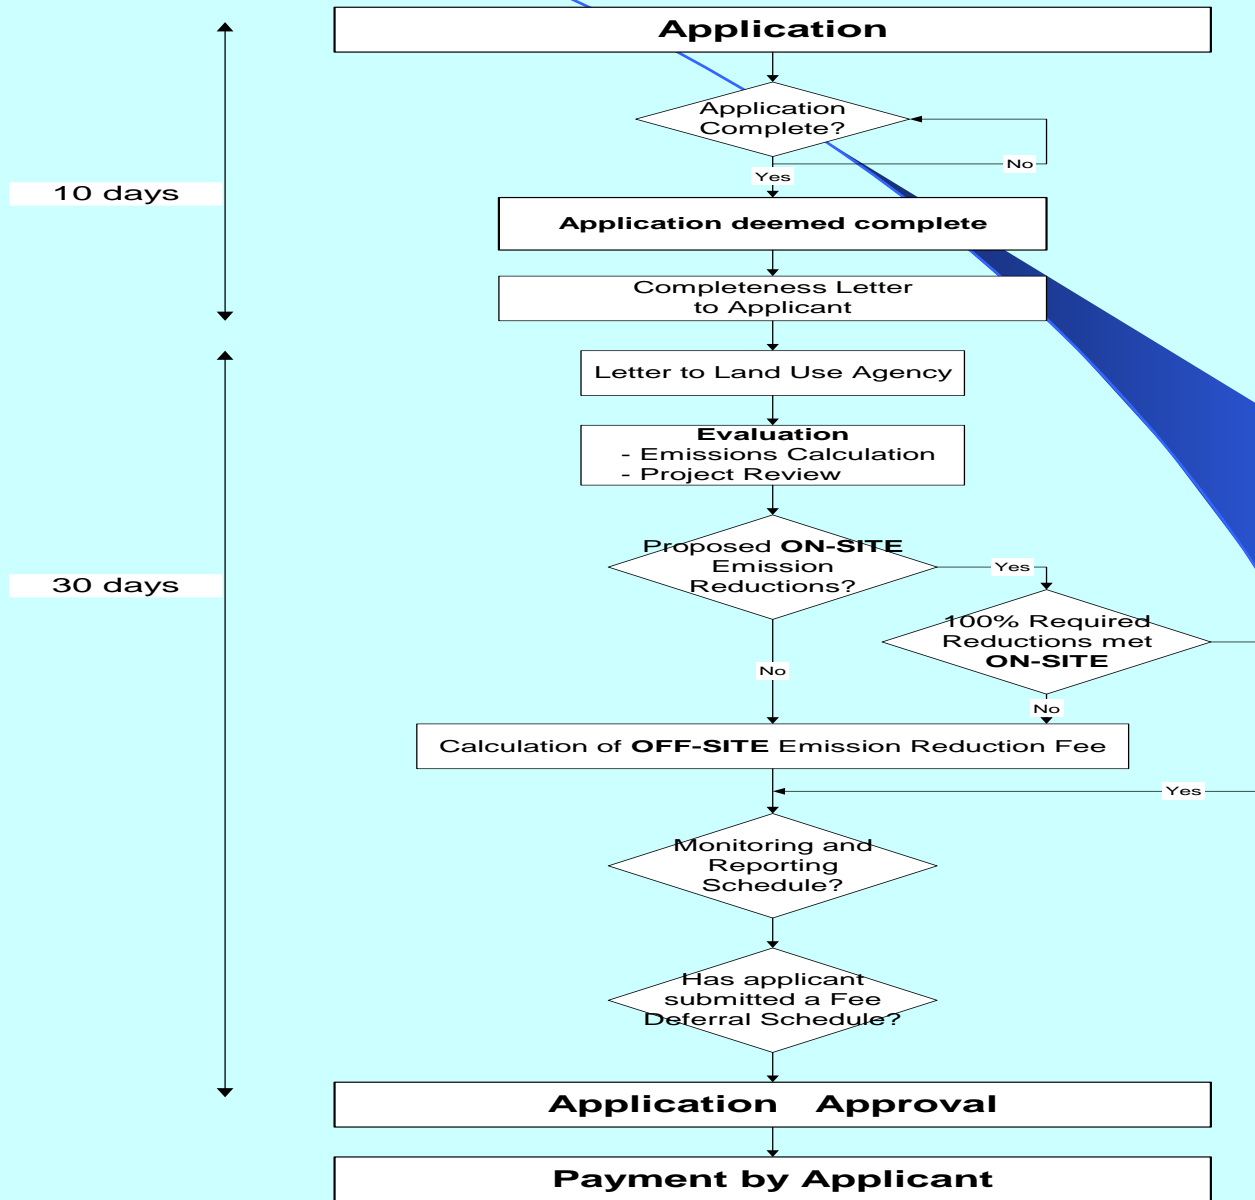 Application
Application
Complete?
No
Yes
10 days
Application deemed complete
Completeness Letter
to Applicant
Letter to Land Use Agency
Evaluation
- Emissions Calculation
- Project Review
Proposed ON-SITE
Emission
Reductions?
Yes
30 days
100% Required
Reductions met
ON-SITE
No
No
Calculation of OFF-SITE Emission Reduction Fee
Yes
Monitoring and
Reporting
Schedule?
Has applicant
submitted a Fee
Deferral Schedule?
Application Approval
Payment by Applicant